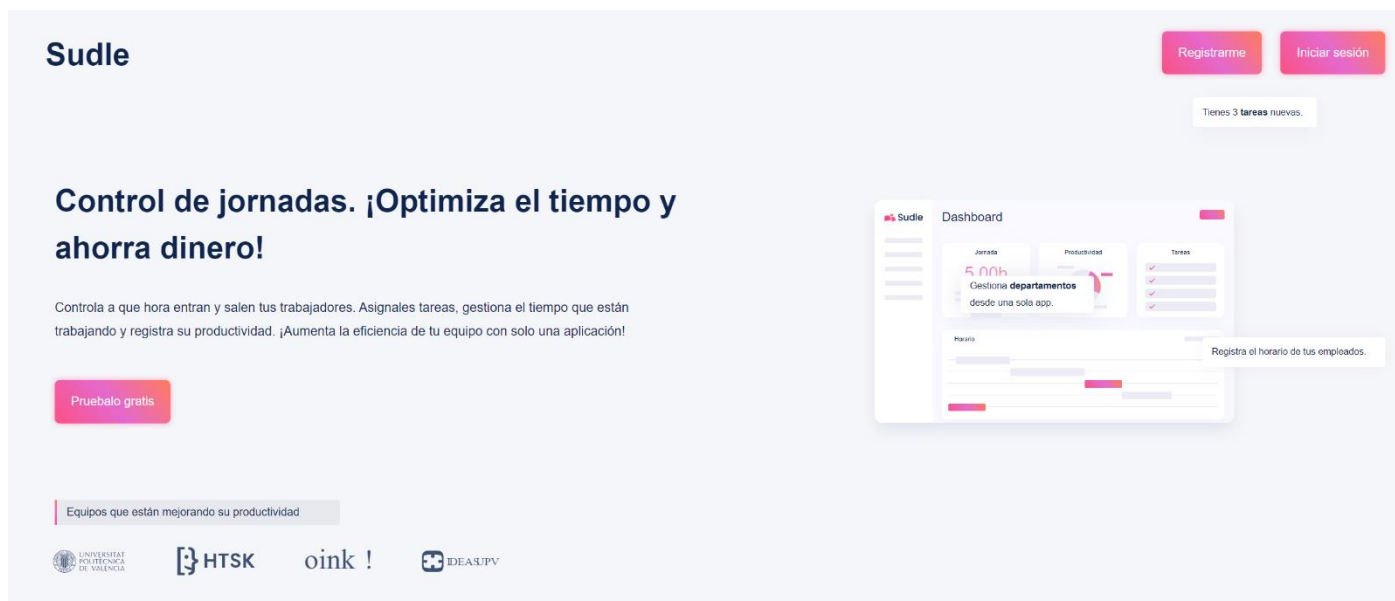 Sudle
Registrarme
Iniciar sesión
Tienes 3 tareas nuevas.
Control de jornadas. ¡Optimiza el tiempo y
ahorra dinero!
Controla a que hora entran y salen tus trabajadores. Asignales tareas, gestiona el tiempo que están
trabajando y registra su productividad. ¡Aumenta la eficiencia de tu equipo con solo una aplicación!
Pruebalo gratis
Sudle
Dashboard
Jornada
Productividad
Tareas
5.00h
Gestiona departamentos
desde una sola app.
Horario
Registra el horario de tus empleados.
Equipos que están mejorando su productividad
UNIVERSITAT
POLITÈCNICA
DE VALÈNCIA
HTSK
oink !
IDEASUPV